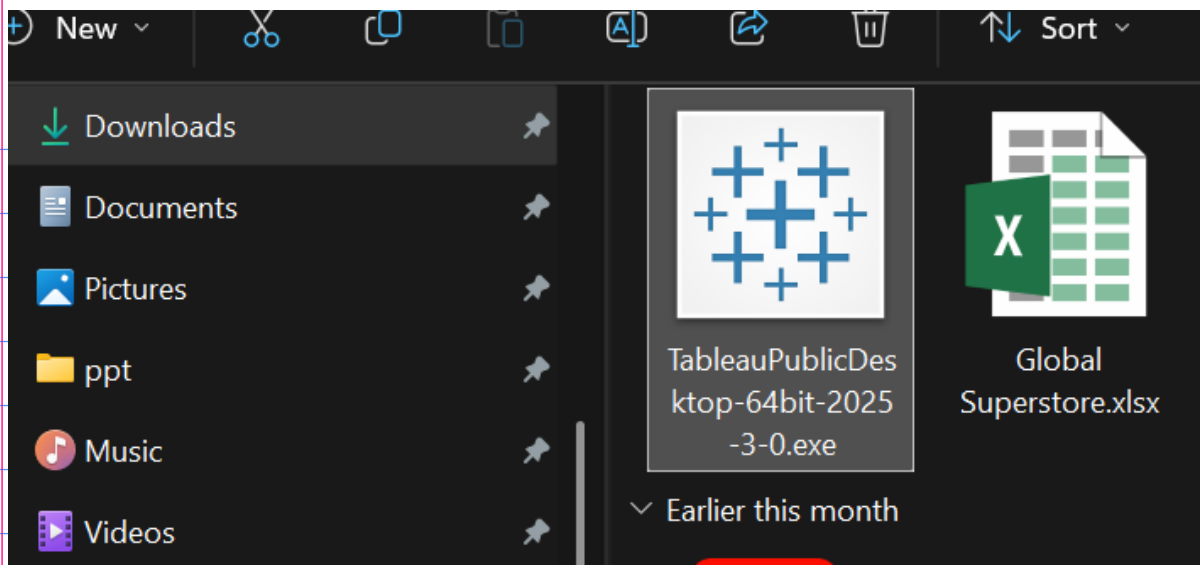 New
Sort
Downloads
Documents
Pictures
ppt
Music
Videos
TableauPublicDes
ktop-64bit-2025
-3-0.exe
X
Global
Superstore.xlsx
Earlier this month